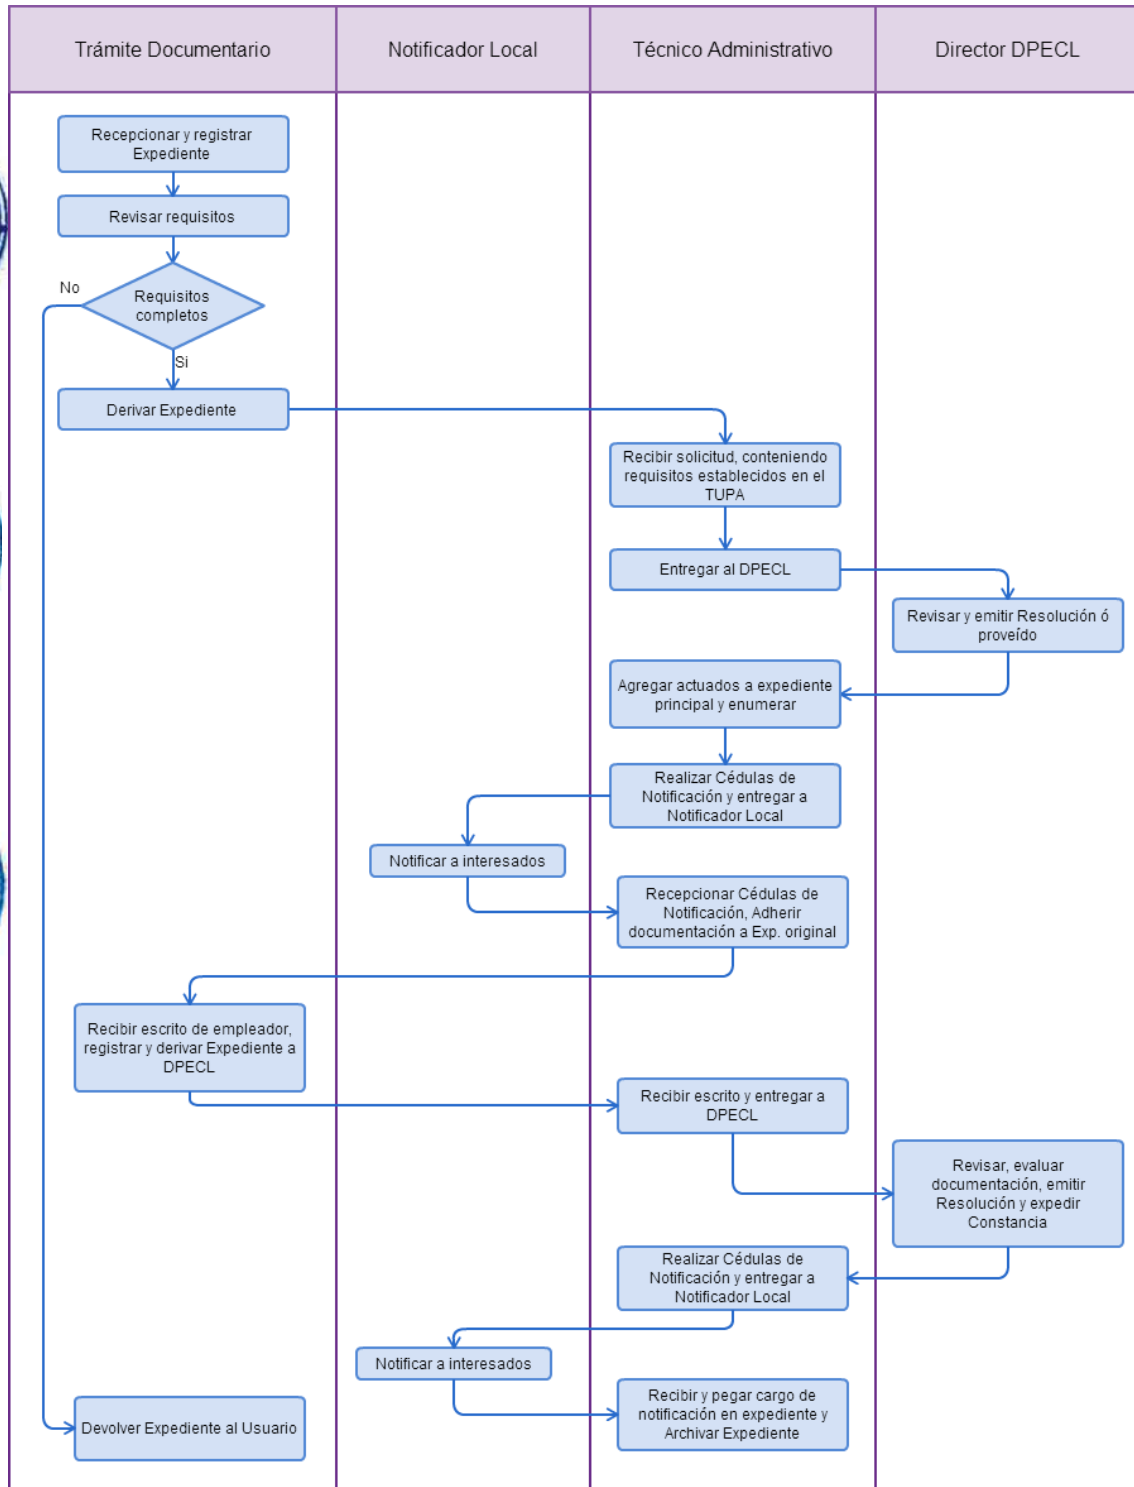 Trámite Documentario
Notificador Local
Técnico Administrativo
Director DPECL
Recepcionar y registrar
Expediente
Revisar requisitos
No
Requisitos
completos
Si
Derivar Expediente
Recibir solicitud, conteniendo
requisitos establecidos en el
TUPA
Entregar al DPECL
Revisar y emitir Resolución ó
proveído
Agregar actuados a expediente
principal y enumerar
Realizar Cédulas de
Notificación y entregar a
Notificador Local
Notificar a interesados
Recepcionar Cédulas de
Notificación, Adherir
documentación a Exp. original
Recibir escrito de empleador,
registrar y derivar Expediente a
DPECL
Recibir escrito y entregar a
DPECL
Revisar, evaluar
documentación, emitir
Resolución y expedir
Constancia
Realizar Cédulas de
Notificación y entregar a
Notificador Local
Notificar a interesados
Recibir y pegar cargo de
notificación en expediente y
Archivar Expediente
Devolver Expediente al Usuario